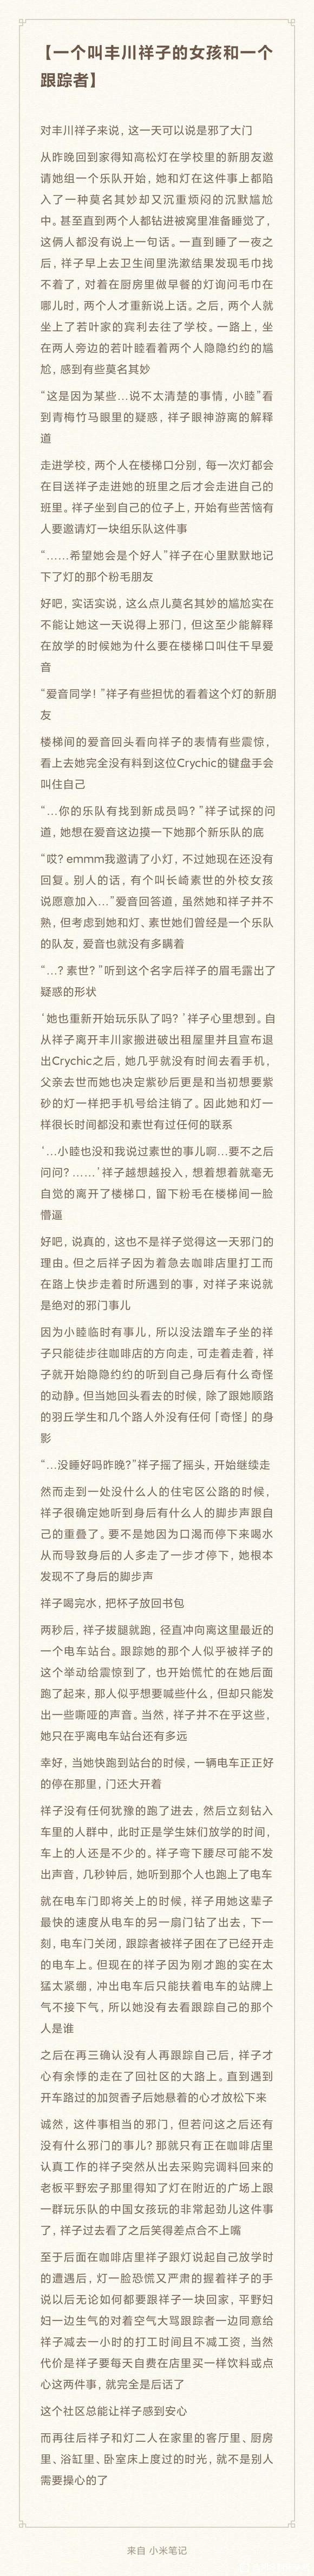 【一个叫丰川祥子的女孩和一个
跟踪者】
对丰川祥子来说，这一天可以说是邪了大门
从昨晚回到家得知高松灯在学校里的新朋友邀
请她组一个乐队开始，她和灯在这件事上都陷
入了一种莫名其妙却又沉重烦闷的沉默尴尬
中。甚至直到两个人都钻进被窝里准备睡觉了，
这俩人都没有说上一句话。一直到睡了一夜之
后，祥子早上去卫生间里洗漱结果发现毛巾找
不着了，对着在厨房里做早餐的灯询问毛巾在
哪儿时，两个人才重新说上话。之后，两个人就
坐上了若叶家的宾利去往了学校。一路上，坐
在两人旁边的若叶睦看着两个人隐隐约约的尴
尬，感到有些莫名其妙
“这是因为某些…说不太清楚的事情，小睦”看
到青梅竹马眼里的疑惑，祥子眼神游离的解释
道
走进学校，两个人在楼梯口分别，每一次灯都会
在目送祥子走进她的班里之后才会走进自己的
班里。祥子坐到自己的位子上，开始有些苦恼有
人要邀请灯一块组乐队这件事
“……希望她会是个好人”祥子在心里默默地记
下了灯的那个粉毛朋友
好吧，实话实说，这么点儿莫名其妙的尴尬实在
不能让她这一天说得上邪门，但这至少能解释
在放学的时候她为什么要在楼梯口叫住千早爱
音
“爱音同学！”祥子有些担忧的看着这个灯的新朋
友
楼梯间的爱音回头看向祥子的表情有些震惊，
看上去她完全没有料到这位Crychic的键盘手会
叫住自己
“…你的乐队有找到新成员吗？”祥子试探的问
道，她想在爱音这边摸一下她那个新乐队的底
“哎？emmm我邀请了小灯，不过她现在还没有
回复。别人的话，有个叫长崎素世的外校女孩
说愿意加入…”爱音回答道，虽然她和祥子并不
熟，但考虑到她和灯、素世她们曾经是一个乐队
的队友，爱音也就没有多瞒着
“…？素世？”听到这个名字后祥子的眉毛露出了
疑惑的形状
‘她也重新开始玩乐队了吗？’祥子心里想到。自
从祥子离开丰川家搬进破出租屋里并且宣布退
出Crychic之后，她几乎就没有时间去看手机，
父亲去世而她也决定紫砂后更是和当初想要紫
砂的灯一样把手机号给注销了。因此她和灯一
样很长时间都没和素世有过任何的联系
‘…小睦也没和我说过素世的事儿啊…要不之后
问问？……’祥子越想越投入，想着想着就毫无
自觉的离开了楼梯口，留下粉毛在楼梯间一脸
懵逼
好吧，说真的，这也不是祥子觉得这一天邪门的
理由。但之后祥子因为着急去咖啡店里打工而
在路上快步走着时所遇到的事，对祥子来说就
是绝对的邪门事儿
因为小睦临时有事儿，所以没法蹭车子坐的祥
子只能徒步往咖啡店的方向走，可走着走着，祥
子就开始隐隐约约的听到自己身后有什么奇怪
的动静。但当她回头看去的时候，除了跟她顺路
的羽丘学生和几个路人外没有任何「奇怪」的身
影
“…没睡好吗昨晚？”祥子摇了摇头，开始继续走
然而走到一处没什么人的住宅区公路的时候，
祥子很确定她听到身后有什么人的脚步声跟自
己的重叠了。要不是她因为口渴而停下来喝水
从而导致身后的人多走了一步才停下，她根本
发现不了身后的脚步声
祥子喝完水，把杯子放回书包
两秒后，祥子拔腿就跑，径直冲向离这里最近的
一个电车站台。跟踪她的那个人似乎被祥子的
这个举动给震惊到了，也开始慌忙的在她后面
跑了起来，那人似乎想要喊些什么，但却只能发
出一些嘶哑的声音。当然，祥子并不在乎这些，
她只在乎离电车站台还有多远
幸好，当她快跑到站台的时候，一辆电车正正好
的停在那里，门还大开着
祥子没有任何犹豫的跑了进去，然后立刻钻入
车里的人群中，此时正是学生妹们放学的时间，
车上的人还是不少的。祥子弯下腰尽可能不发
出声音，几秒钟后，她听到那个人也跑上了电车
就在电车门即将关上的时候，祥子用她这辈子
最快的速度从电车的另一扇门钻了出去，下一
刻，电车门关闭，跟踪者被祥子困在了已经开走
的电车上。但现在的祥子因为刚才跑的实在太
猛太紧绷，冲出电车后只能扶着电车的站牌上
气不接下气，所以她没有去看跟踪自己的那个
人是谁
之后在再三确认没有人再跟踪自己后，祥子才
心有余悸的走在了回社区的大路上。直到遇到
开车路过的加贺香子后她悬着的心才放松下来
诚然，这件事相当的邪门，但若问这之后还有
没有什么邪门的事儿？那就只有正在咖啡店里
认真工作的祥子突然从出去采购完调料回来的
老板平野宏子那里得知了灯在附近的广场上跟
一群玩乐队的中国女孩玩的非常起劲儿这件事
了，祥子过去看了之后笑得差点合不上嘴
至于后面在咖啡店里祥子跟灯说起自己放学时
的遭遇后，灯一脸恐慌又严肃的握着祥子的手
说以后无论如何都要跟祥子一块回家，平野妇
妇一边生气的对着空气大骂跟踪者一边同意给
祥子减去一小时的打工时间且不减工资，当然
代价是祥子要每天自费在店里买一样饮料或点
心这两件事，就完全是后话了
这个社区总能让祥子感到安心
而再往后祥子和灯二人在家里的客厅里、厨房
里、浴缸里、卧室床上度过的时光，就不是别人
需要操心的了
来自 小米笔记